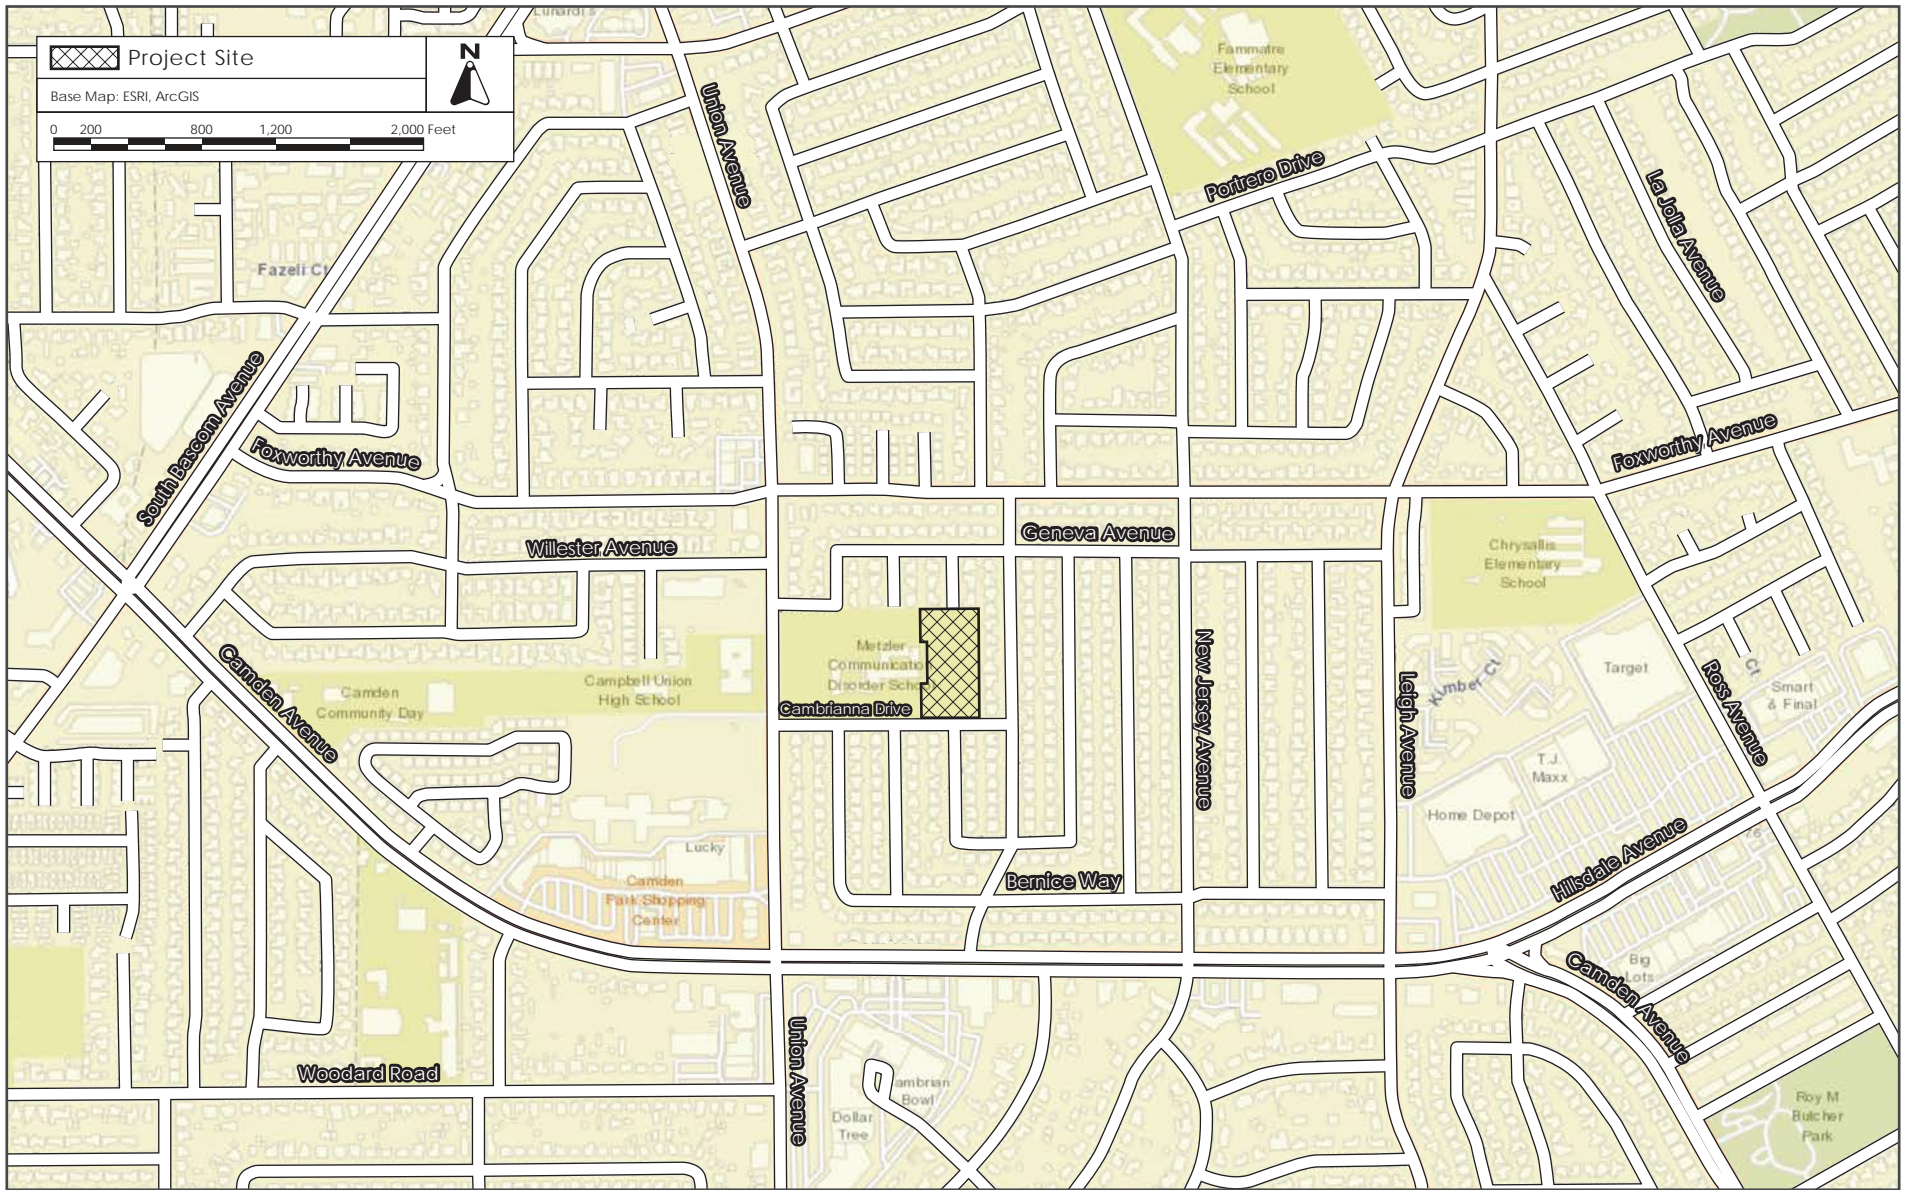 Lunardi's
Project Site
N
Base Map: ESRI, ArcGIS
0 200 800 1,200 2,000 Feet
Fammatre
Elementary
School
Union Avenue
Portrero Drive
La Jolla Avenue
Fazeli Ct
South Bascom Avenue
Foxworthy Avenue
Foxworthy Avenue
Willester Avenue
Geneva Avenue
Chrysallis
Elementary
School
Metzler
Communicatio
Disorder Scho
Cambrianna Drive
Camden Avenue
Camden
Community Day
Campbell Union
High School
New Jersey Avenue
Leigh Avenue
Kimber Ct
Target
Ross Avenue
Ct
Smart
& Final
T.J.
Maxx
Home Depot
76
Hillsdale Avenue
Lucky
Camden
Park Shopping
Center
Bernice Way
Big
Lots
Camden Avenue
Woodard Road
Union Avenue
ambrian
Bowl
Dollar
Tree
Roy M
Butcher
Park